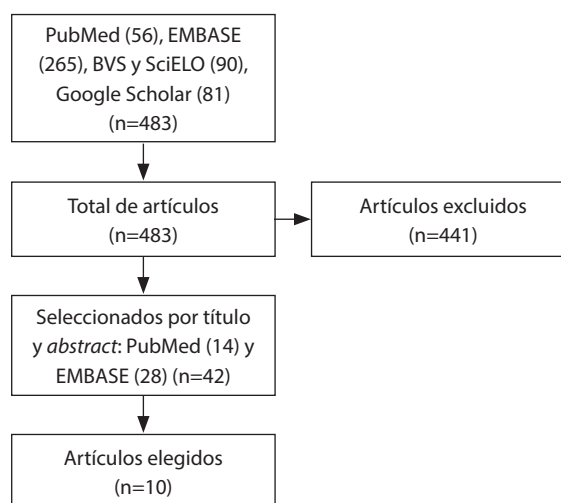 PubMed (56), EMBASE
(265), BVS y SciELO (90),
Google Scholar (81)
(n=483)
Total de artículos
(n=483)
Artículos excluidos
(n=441)
Seleccionados por título
y abstract: PubMed (14) y
EMBASE (28) (n=42)
Artículos elegidos
(n=10)